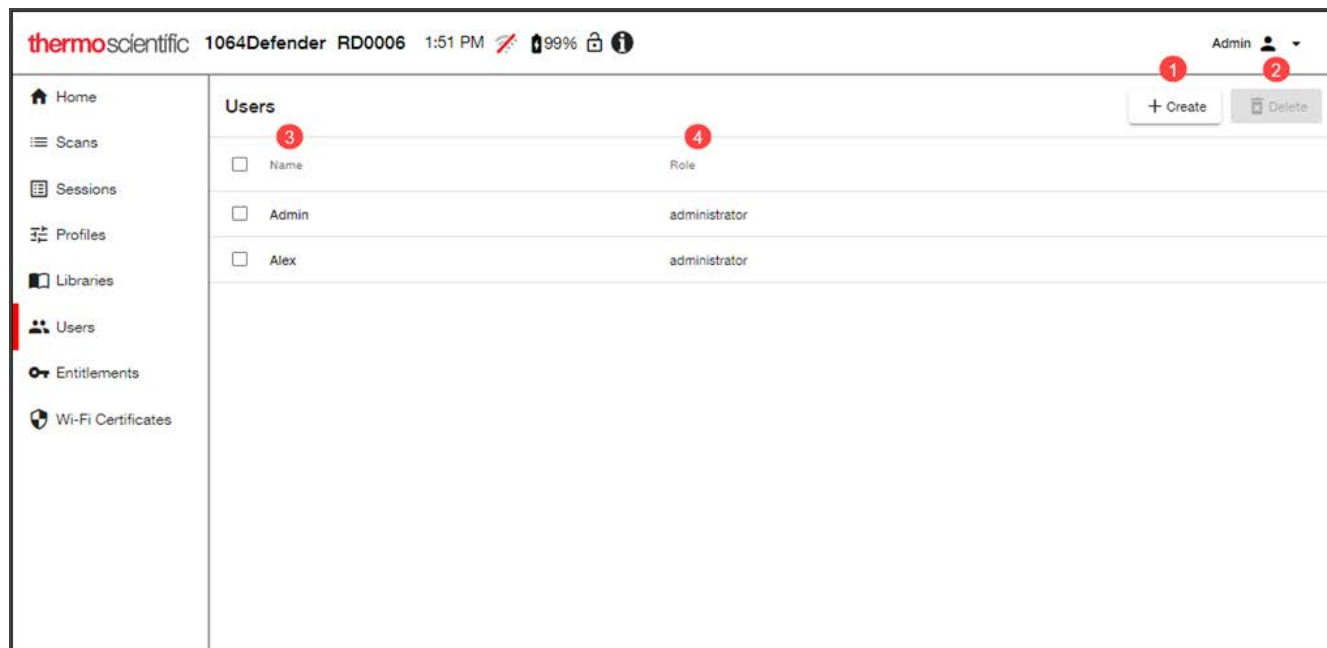 thermoscientific 1064Defender RD0006 1:51 PM 99% Admin
1 2
Home
Scans
Sessions
Profiles
Libraries
Users
Entitlements
Wi-Fi Certificates
Users + Create Delete
3 4
Name Role
Admin administrator
Alex administrator